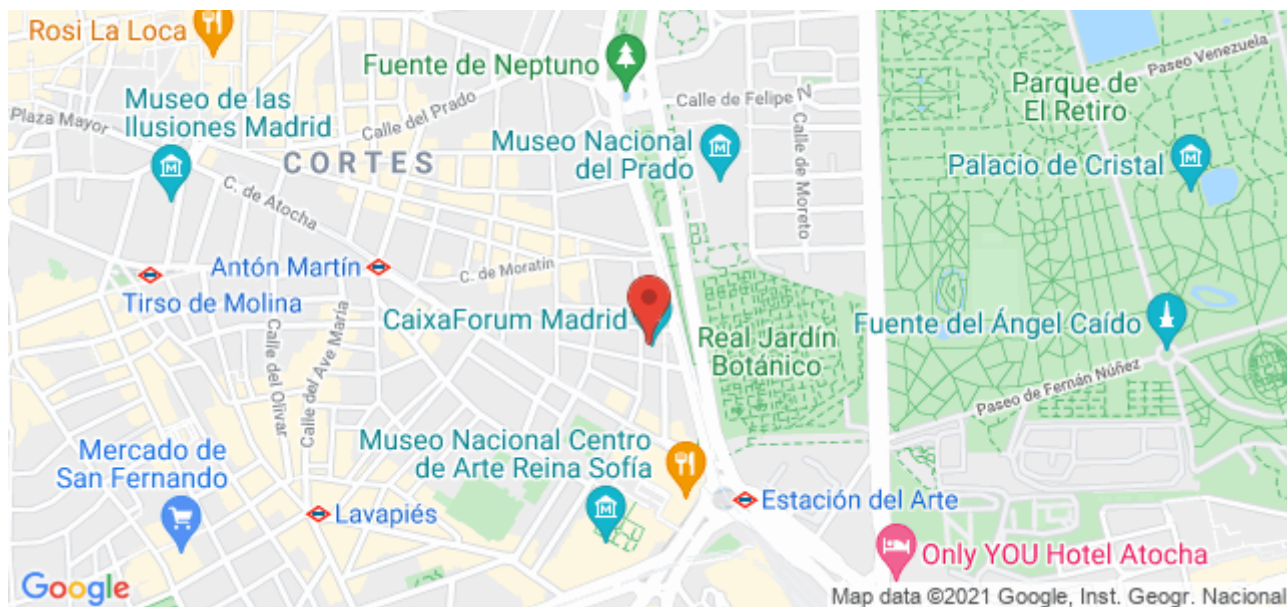 Rosi La Loca
Fuente de Neptuno
Paseo Venezuela
Parque de
El Retiro
Museo de las
Ilusiones Madrid
Plaza Mayor
Calle del Prado
Calle de Felipe IV
Calle de Moreto
CORTES
Museo Nacional
del Prado
Palacio de Cristal
C. de Atocha
Antón Martín
C. de Moratín
Tirso de Molina
CaixaForum Madrid
Real Jardín
Botánico
Fuente del Ángel Caído
Paseo de Fernán Núñez
Calle del Olivar
Calle del Ave María
Mercado de
San Fernando
Museo Nacional Centro
de Arte Reina Sofía
Lavapiés
Estación del Arte
Only YOU Hotel Atocha
Google
Map data ©2021 Google, Inst. Geogr. Nacional